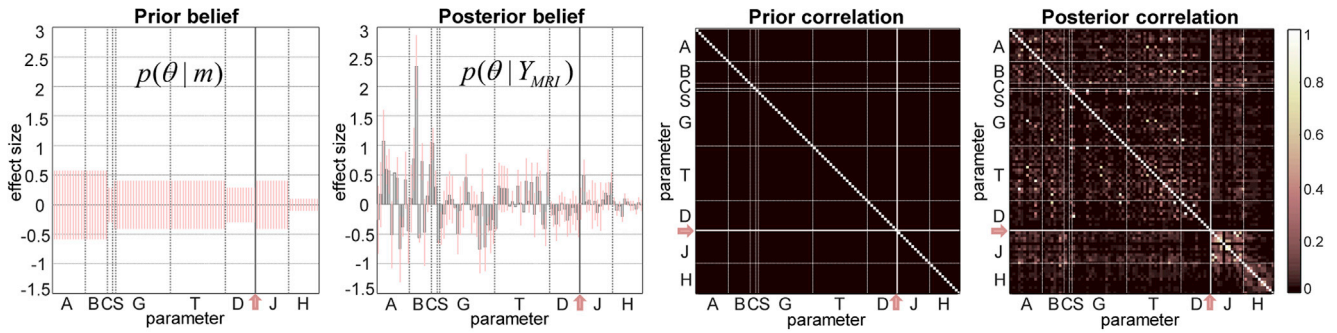 Prior belief
3
2.5
2
1.5
1
0.5
0
-0.5
-1
-1.5
effect size
p(θ | m)
A B C S G T D J H
parameter
Posterior belief
3
2.5
2
1.5
1
0.5
0
-0.5
-1
-1.5
effect size
p(θ | Y_MRI)
A B C S G T D J H
parameter
Prior correlation
A
B
C
S
G
T
D
J
H
parameter
A B C S G T D J H
parameter
Posterior correlation
A
B
C
S
G
T
D
J
H
parameter
A B C S G T D J H
parameter
1
0.8
0.6
0.4
0.2
0